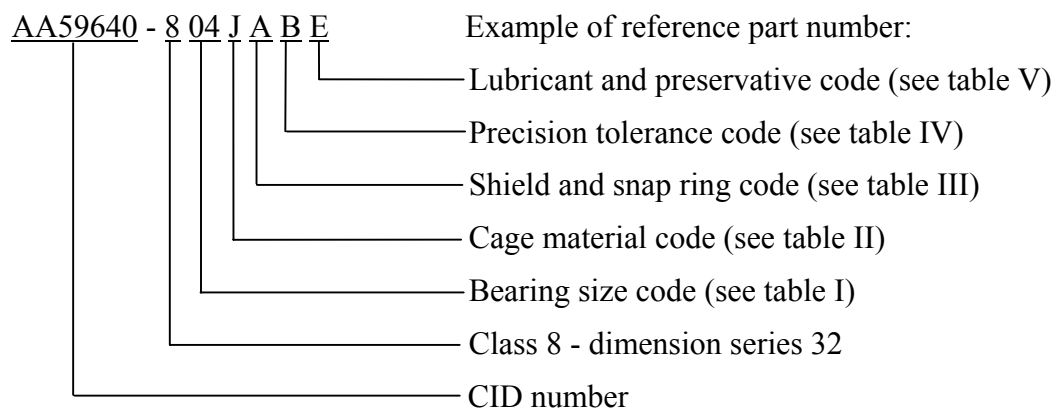 AA59640 - 8 04 J A B E Example of reference part number:
Lubricant and preservative code (see table V)
Precision tolerance code (see table IV)
Shield and snap ring code (see table III)
Cage material code (see table II)
Bearing size code (see table I)
Class 8 - dimension series 32
CID number